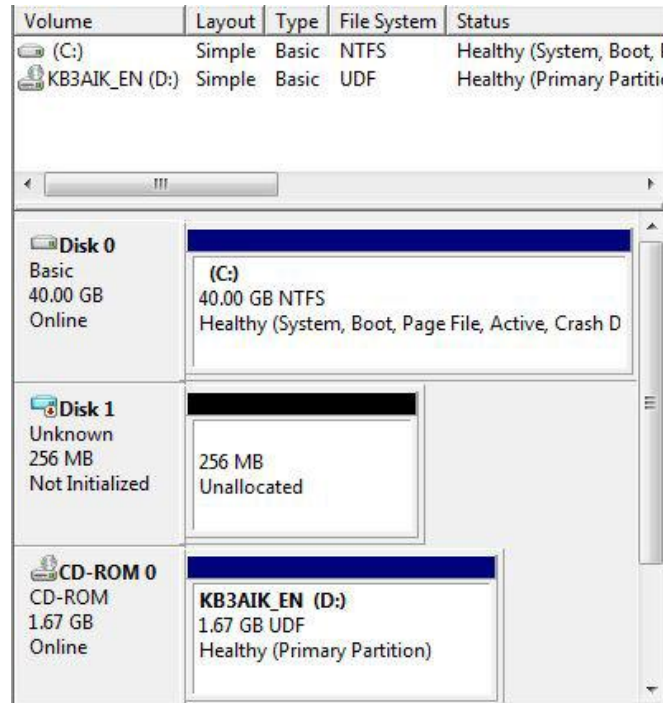 Volume Layout Type File System Status
(C:) Simple Basic NTFS Healthy (System, Boot,
KB3AIK_EN (D:) Simple Basic UDF Healthy (Primary Partiti
Disk 0
Basic
40.00 GB
Online
(C:)
40.00 GB NTFS
Healthy (System, Boot, Page File, Active, Crash D
Disk 1
Unknown
256 MB
Not Initialized
256 MB
Unallocated
CD-ROM 0
CD-ROM
1.67 GB
Online
KB3AIK_EN (D:)
1.67 GB UDF
Healthy (Primary Partition)